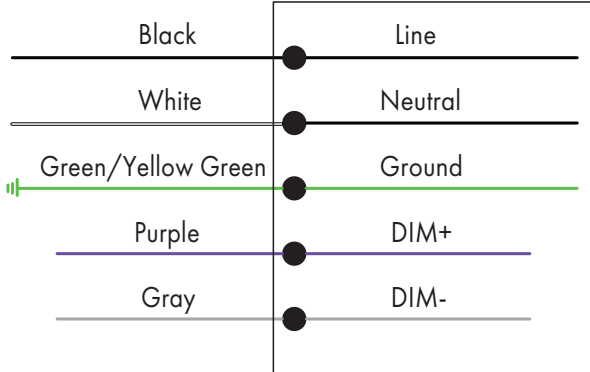 Black Line
White Neutral
Green/Yellow Green Ground
Purple DIM+
Gray DIM-